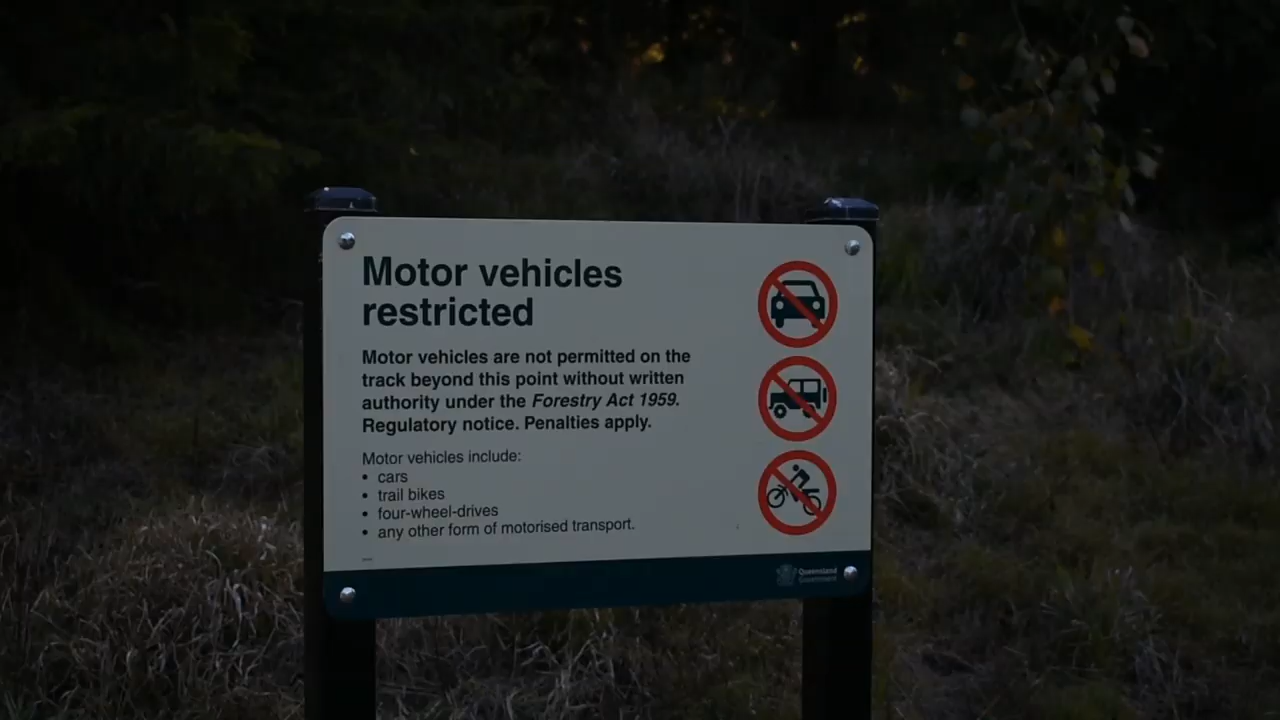 Motor vehicles
restricted
Motor vehicles are not permitted on the
track beyond this point without written
authority under the Forestry Act 1959.
Regulatory notice. Penalties apply.
Motor vehicles include:
• cars
• trail bikes
• four-wheel-drives
• any other form of motorised transport.
Queensland
Government